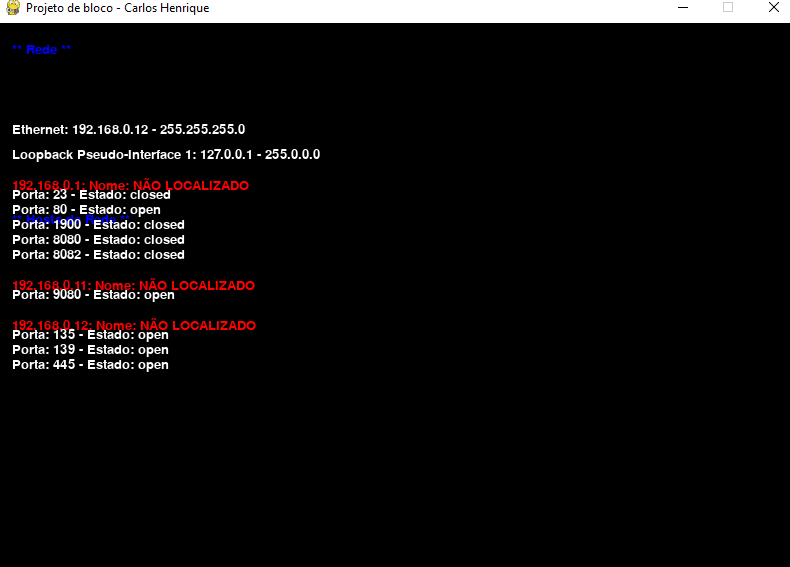 Projeto de bloco - Carlos Henrique
** Rede **
Ethernet: 192.168.0.12 - 255.255.255.0
Loopback Pseudo-Interface 1: 127.0.0.1 - 255.0.0.0
192.168.0.1: Nome: NÃO LOCALIZADO
Porta: 23 - Estado: closed
Porta: 80 - Estado: open
Porta: 1900 - Estado: closed
Porta: 8080 - Estado: closed
Porta: 8082 - Estado: closed
192.168.0.11: Nome: NÃO LOCALIZADO
Porta: 9080 - Estado: open
192.168.0.12: Nome: NÃO LOCALIZADO
Porta: 135 - Estado: open
Porta: 139 - Estado: open
Porta: 445 - Estado: open